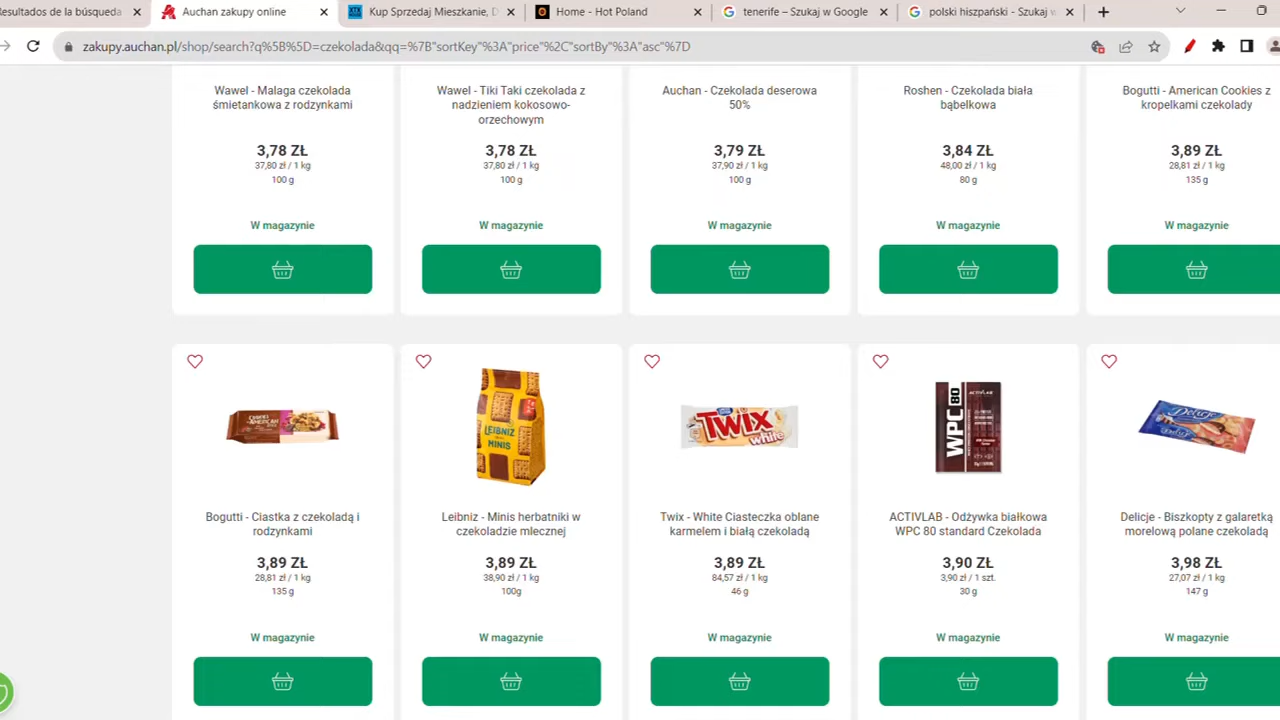 Resultados de la búsqueda
Auchan zakupy online
Kup Sprzedaj Mieszkanie, D
Home - HV Poland
tenerife – Szukaj w Google
polski hiszpański - Szukaj w
zakupy.auchan.pl/shop/search?q%5B%5D=czekolada&qq=%7B"sortKey"%3A"price"%2C"sortBy"%3A"asc"%7D
Wawel - Malaga czekolada
śmietankowa z rodzynkami
3,78 ZŁ
37,80 zł / 1 kg
100 g
W magazynie
Wawel - Tiki Taki czekolada z
nadzieniem kokosowo-
orzechowym
3,78 ZŁ
37,80 zł / 1 kg
100 g
W magazynie
Auchan - Czekolada deserowa
50%
3,79 ZŁ
37,90 zł / 1 kg
100 g
W magazynie
Roshen - Czekolada biała
bąbelkowa
3,84 ZŁ
48,00 zł / 1 kg
80 g
W magazynie
Bogutti - American Cookies z
kropelkami czekolady
3,89 ZŁ
28,81 zł / 1 kg
135 g
W magazynie
Bogutti - Ciastka z czekoladą i
rodzynkami
3,89 ZŁ
28,81 zł / 1 kg
135 g
W magazynie
LEIBNIZ
MINIS
Leibniz - Minis herbatniki w
czekoladzie mlecznej
3,89 ZŁ
38,90 zł / 1 kg
100g
W magazynie
TWIX
white
Twix - White Ciasteczka oblane
karmelem i białą czekoladą
3,89 ZŁ
84,57 zł / 1 kg
46 g
W magazynie
WPC 80
ACTIVLAB
ACTIVLAB - Odżywka białkowa
WPC 80 standard Czekolada
3,90 ZŁ
3,90 zł / 1 szt.
30 g
W magazynie
Delicje
Delicje - Biszkopty z galaretką
morelową polane czekoladą
3,98 ZŁ
27,07 zł / 1 kg
147 g
W magazynie